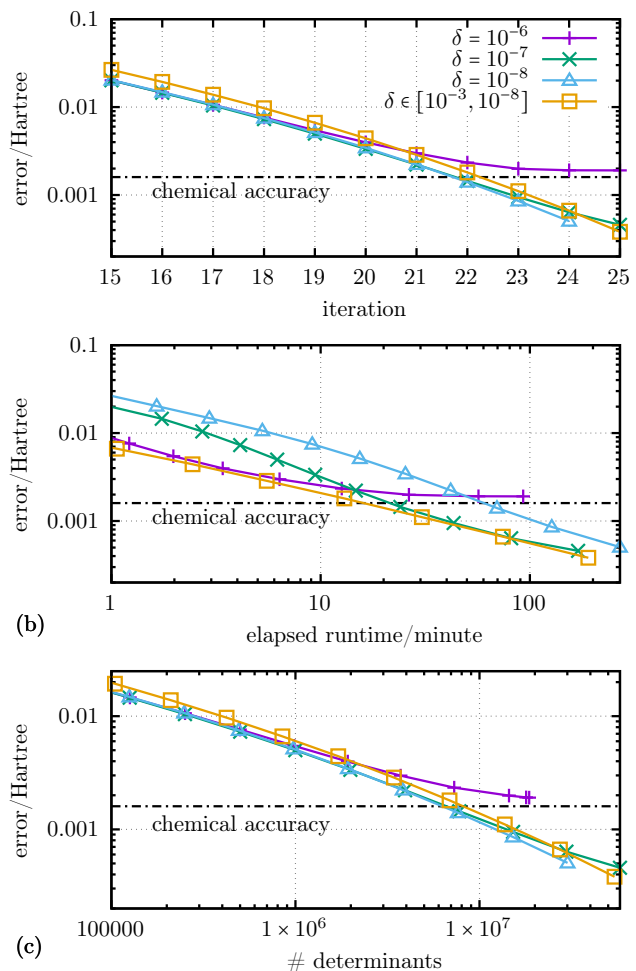 0.1
δ = 10⁻⁶
δ = 10⁻⁷
δ = 10⁻⁸
δ ∈ [10⁻³, 10⁻⁸]
0.01
error/Hartree
0.001
chemical accuracy
15 16 17 18 19 20 21 22 23 24 25
iteration
0.1
0.01
error/Hartree
0.001
chemical accuracy
1 10 100
(b) elapsed runtime/minute
0.01
error/Hartree
0.001
chemical accuracy
100000 1 × 10⁶ 1 × 10⁷
(c) # determinants